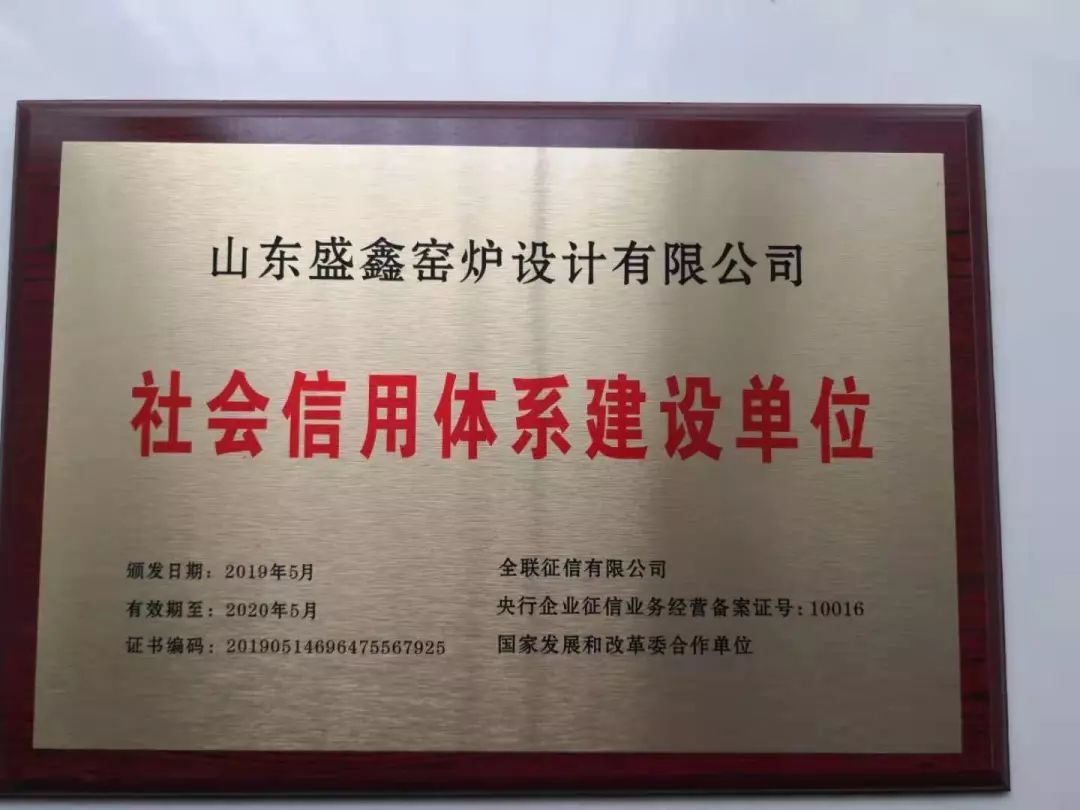 山东盛鑫窑炉设计有限公司
社会信用体系建设单位
颁发日期：2019年5月
有效期至：2020年5月
证书编码：20190514696475567925
全联征信有限公司
央行企业征信业务经营备案证号：10016
国家发展和改革委合作单位